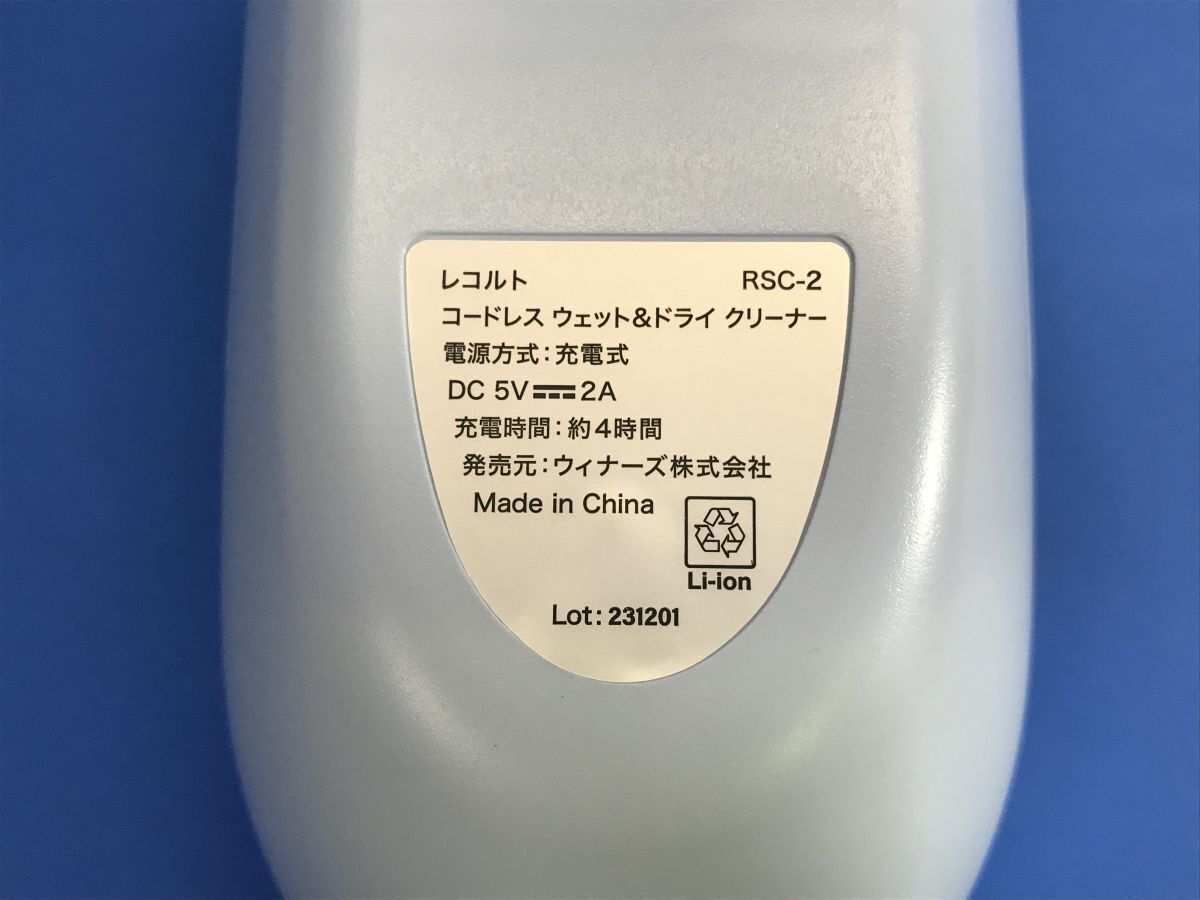 レコルト RSC-2
コードレス ウェット&ドライ クリーナー
電源方式:充電式
DC 5V⎓2A
充電時間:約4時間
発売元:ウィナーズ株式会社
Made in China
Li-ion
Lot: 231201